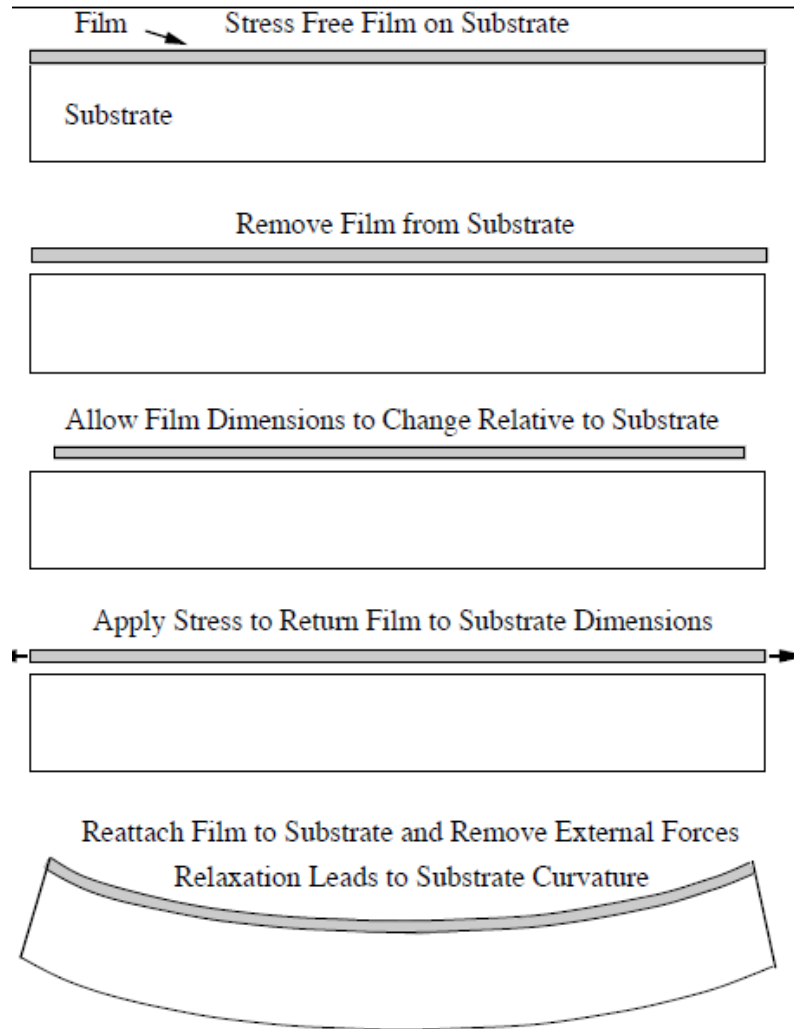 Film
Stress Free Film on Substrate
Substrate
Remove Film from Substrate
Allow Film Dimensions to Change Relative to Substrate
Apply Stress to Return Film to Substrate Dimensions
Reattach Film to Substrate and Remove External Forces
Relaxation Leads to Substrate Curvature